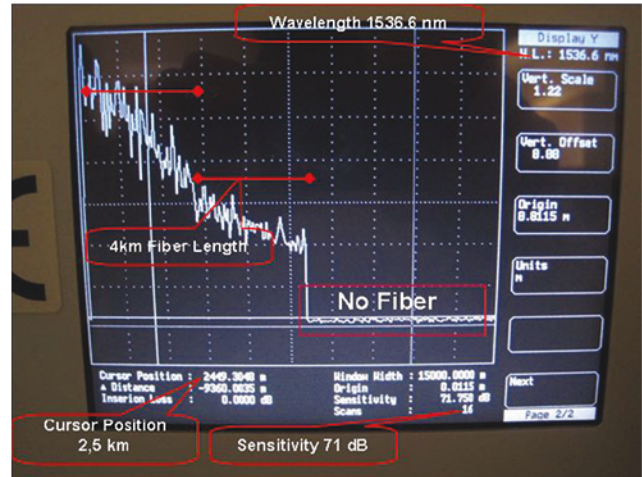 Wavelength 1536.6 nm
Display Y
W.L.: 1536.6 nm
Vert. Scale
1.22
Vert. Offset
0.00
Origin
0.0115 m
Units
m
4km Fiber Length
No Fiber
Next
Page 2/2
Cursor Position : 2449.3048 m
▲ Distance : -9360.0035 m
Inserion Loss : 0.0000 dB
Window Width : 15000.0000 m
Origin : 0.0115 m
Sensitivity : 71.750 dB
Scans : 16
Cursor Position
2,5 km
Sensitivity 71 dB